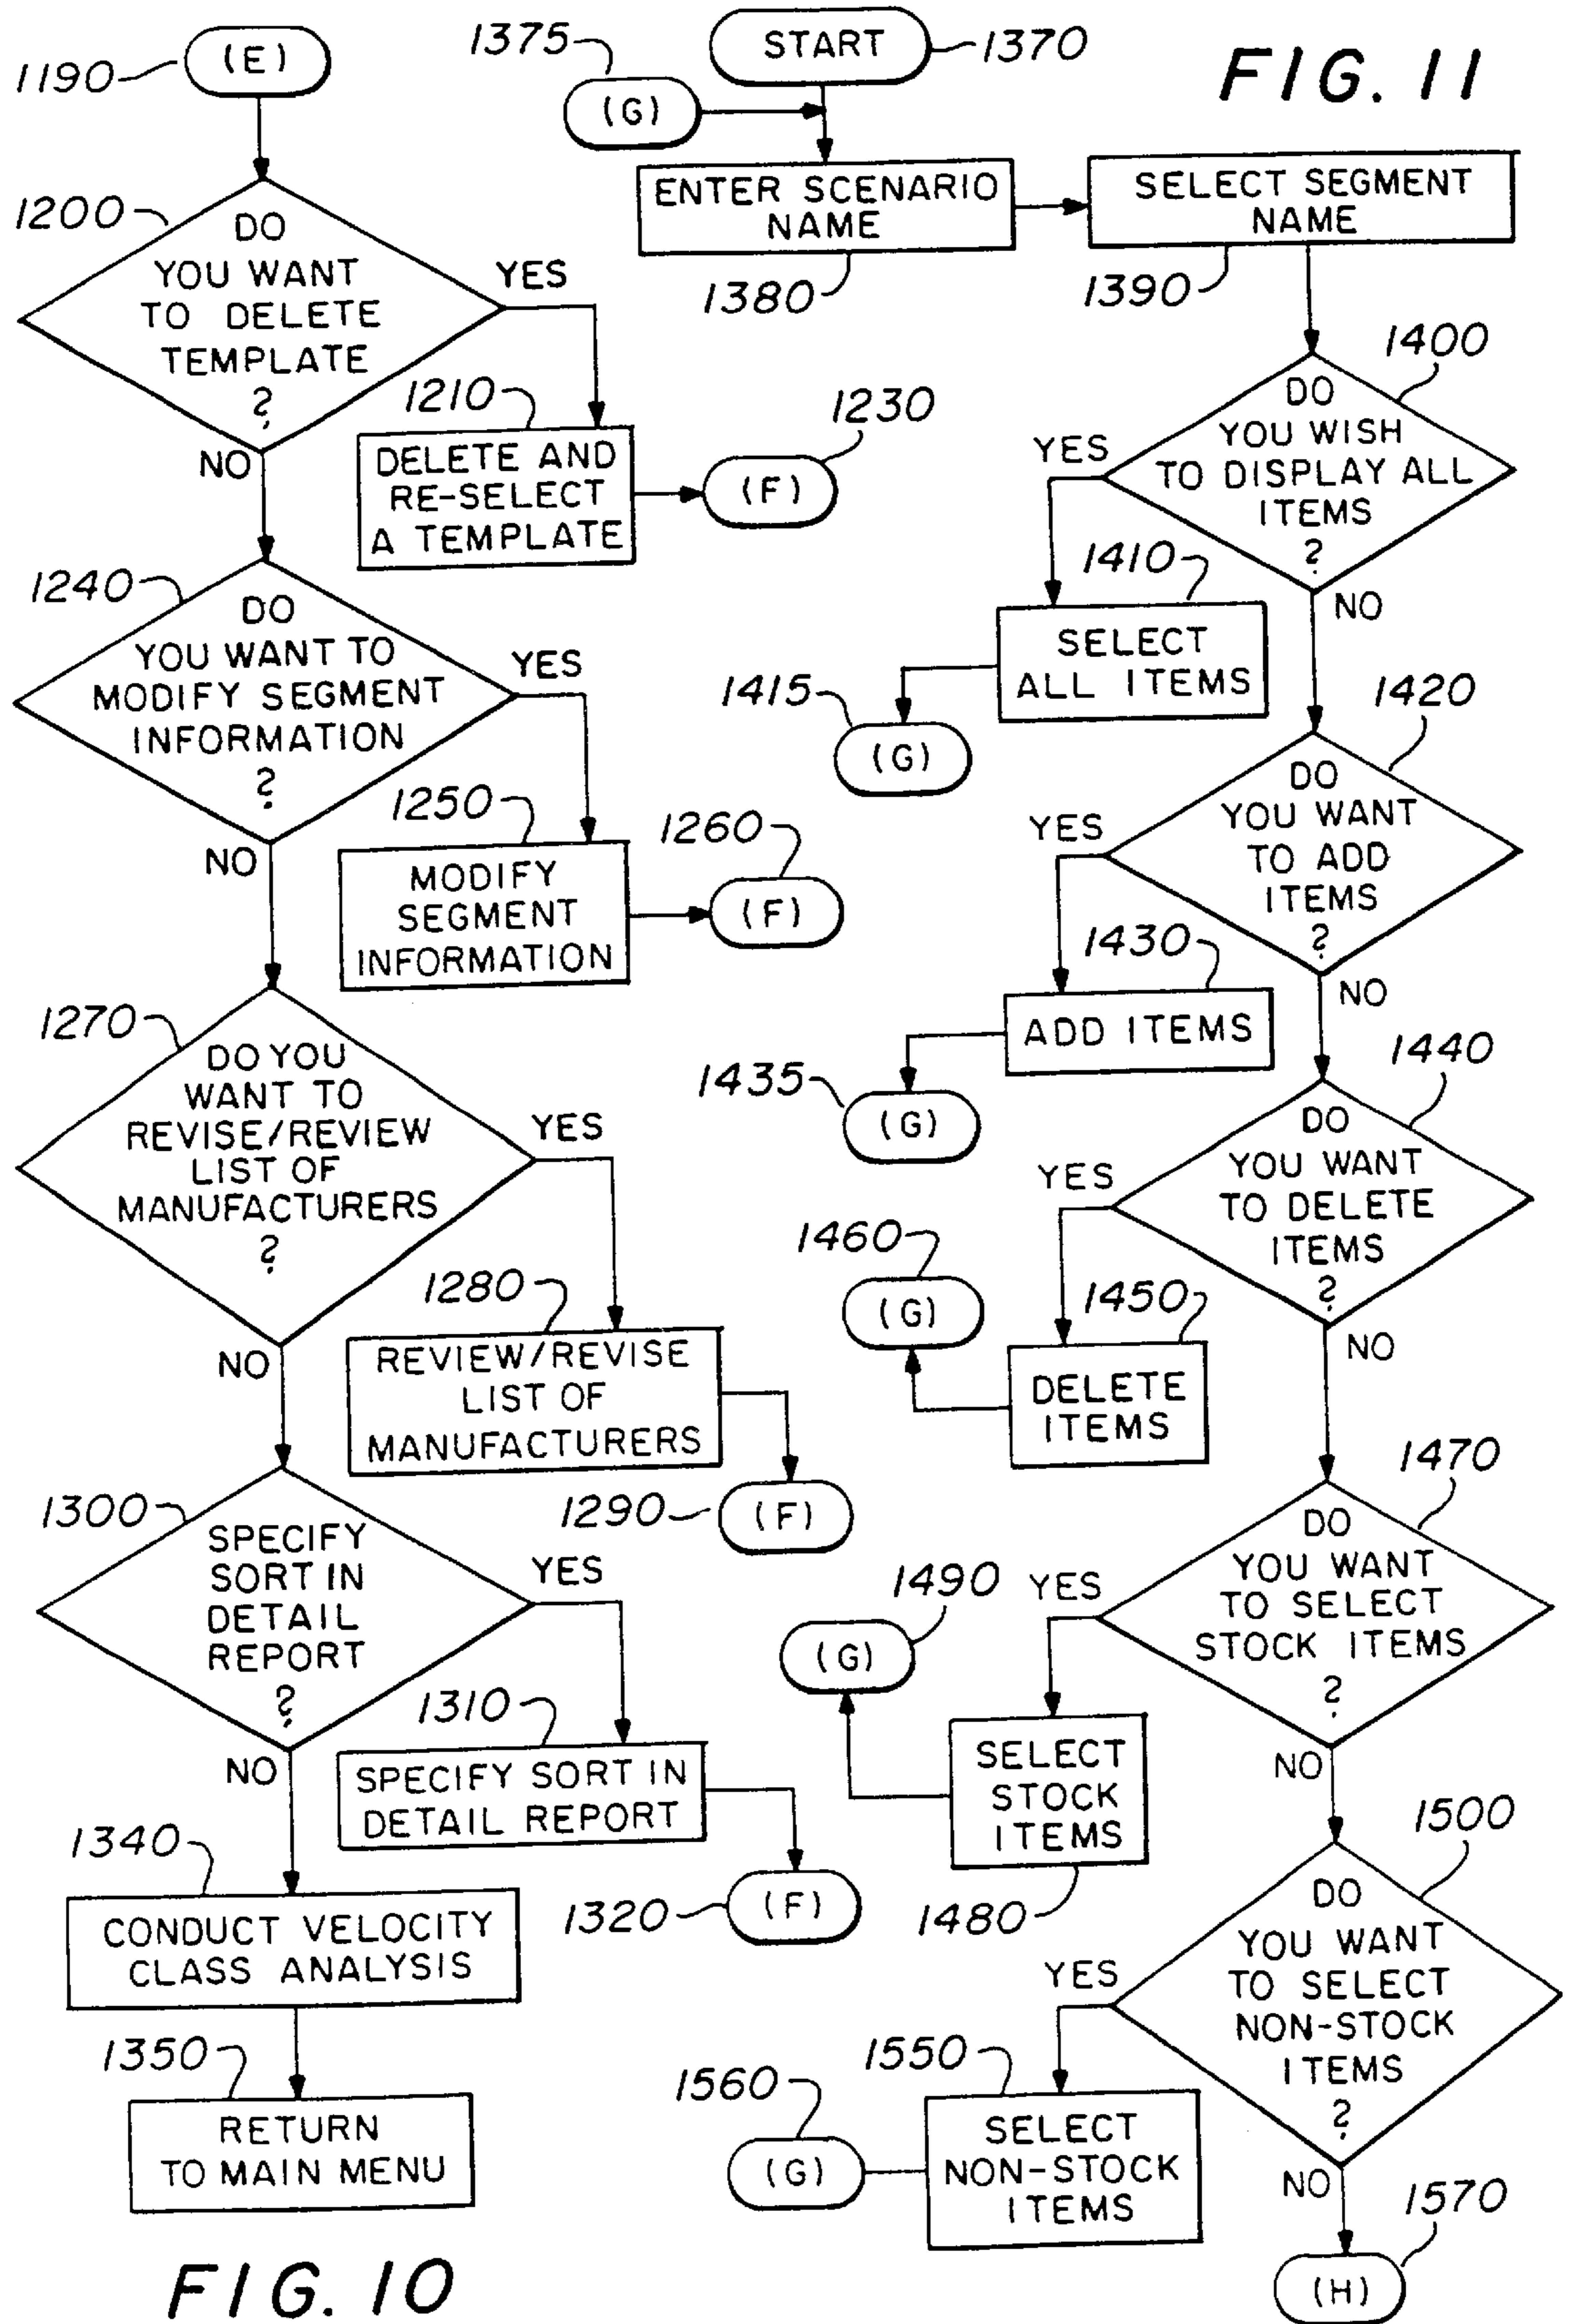 1190
(E)
1200
DO
YOU WANT
TO DELETE
TEMPLATE
?
YES
NO
1210
DELETE AND
RE-SELECT
A TEMPLATE
1230
(F)
1240
DO
YOU WANT TO
MODIFY SEGMENT
INFORMATION
?
YES
NO
1250
MODIFY
SEGMENT
INFORMATION
1260
(F)
1270
DO YOU
WANT TO
REVISE/REVIEW
LIST OF
MANUFACTURERS
?
YES
NO
1280
REVIEW/REVISE
LIST OF
MANUFACTURERS
1290
(F)
1300
SPECIFY
SORT IN
DETAIL
REPORT
?
YES
NO
1310
SPECIFY SORT IN
DETAIL REPORT
1320
(F)
1340
CONDUCT VELOCITY
CLASS ANALYSIS
1350
RETURN
TO MAIN MENU
FIG. 10
FIG. 11
START
1370
1375
(G)
ENTER SCENARIO
NAME
1380
SELECT SEGMENT
NAME
1390
1400
DO
YOU WISH
TO DISPLAY ALL
ITEMS
?
YES
NO
1410
SELECT
ALL ITEMS
1415
(G)
1420
DO
YOU WANT
TO ADD
ITEMS
?
YES
NO
1430
ADD ITEMS
1435
(G)
1440
DO
YOU WANT
TO DELETE
ITEMS
?
YES
NO
1450
DELETE
ITEMS
1460
(G)
1470
DO
YOU WANT
TO SELECT
STOCK ITEMS
?
YES
NO
SELECT
STOCK
ITEMS
1480
1490
(G)
1500
DO
YOU WANT
TO SELECT
NON-STOCK
ITEMS
?
YES
NO
1550
SELECT
NON-STOCK
ITEMS
1560
(G)
1570
(H)